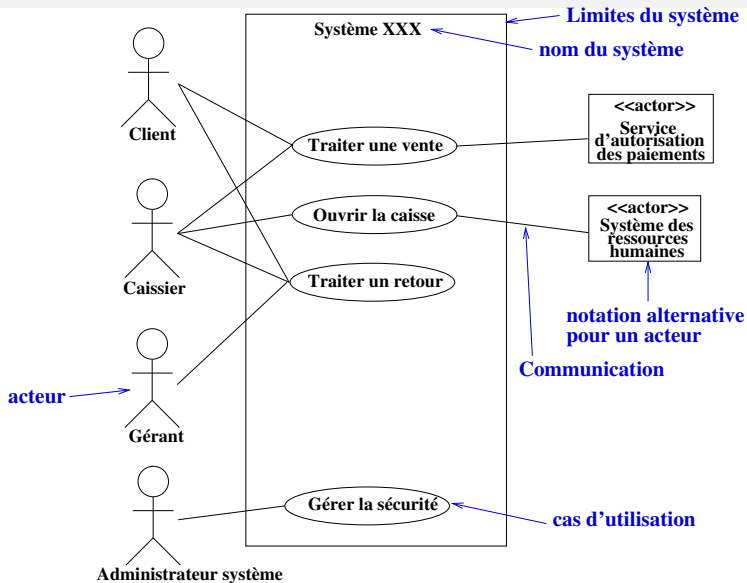 Limites du système
Système XXX
nom du système
<<actor>>
Service
d'autorisation
des paiements
Client
Traiter une vente
<<actor>>
Système des
ressources
humaines
Ouvrir la caisse
Caissier
Traiter un retour
notation alternative
pour un acteur
Communication
acteur
Gérant
Gérer la sécurité
cas d'utilisation
Administrateur système